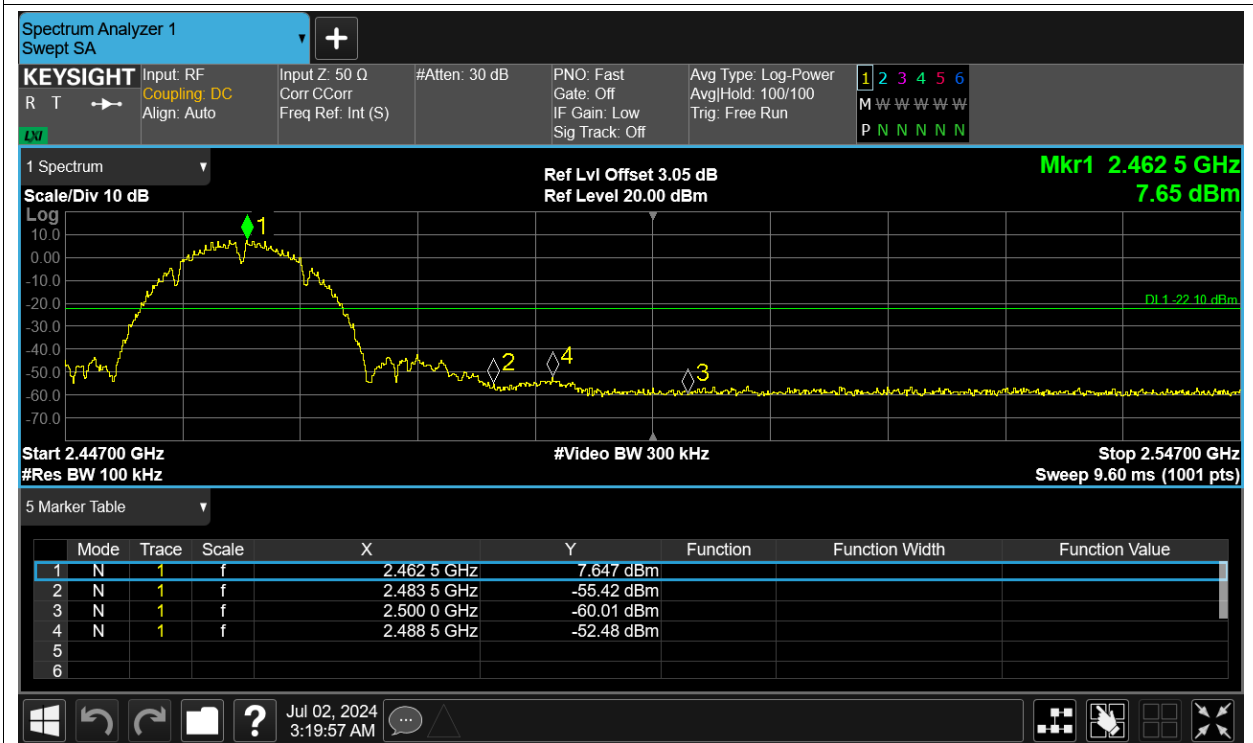 Spectrum Analyzer 1
Swept SA
KEYSIGHT Input: RF Input Z: 50 Ω #Atten: 30 dB PNO: Fast Avg Type: Log-Power 1 2 3 4 5 6
R T Coupling: DC Corr CCorr Gate: Off Avg|Hold: 100/100 M W W W W W W
Align: Auto Freq Ref: Int (S) IF Gain: Low Trig: Free Run
LXI Sig Track: Off P N N N N N
1 Spectrum Ref Lvl Offset 3.05 dB Mkr1 2.462 5 GHz
Scale/Div 10 dB Ref Level 20.00 dBm 7.65 dBm
Log
1
10.0
0.00
-10.0
-20.0 DL1 -22.10 dBm
-30.0
-40.0
2 4 3
-50.0
-60.0
-70.0
Start 2.44700 GHz #Video BW 300 kHz Stop 2.54700 GHz
#Res BW 100 kHz Sweep 9.60 ms (1001 pts)
5 Marker Table
Mode Trace Scale X Y Function Function Width Function Value
1 N 1 f 2.462 5 GHz 7.647 dBm
2 N 1 f 2.483 5 GHz -55.42 dBm
3 N 1 f 2.500 0 GHz -60.01 dBm
4 N 1 f 2.488 5 GHz -52.48 dBm
5
6
? Jul 02, 2024
3:19:57 AM